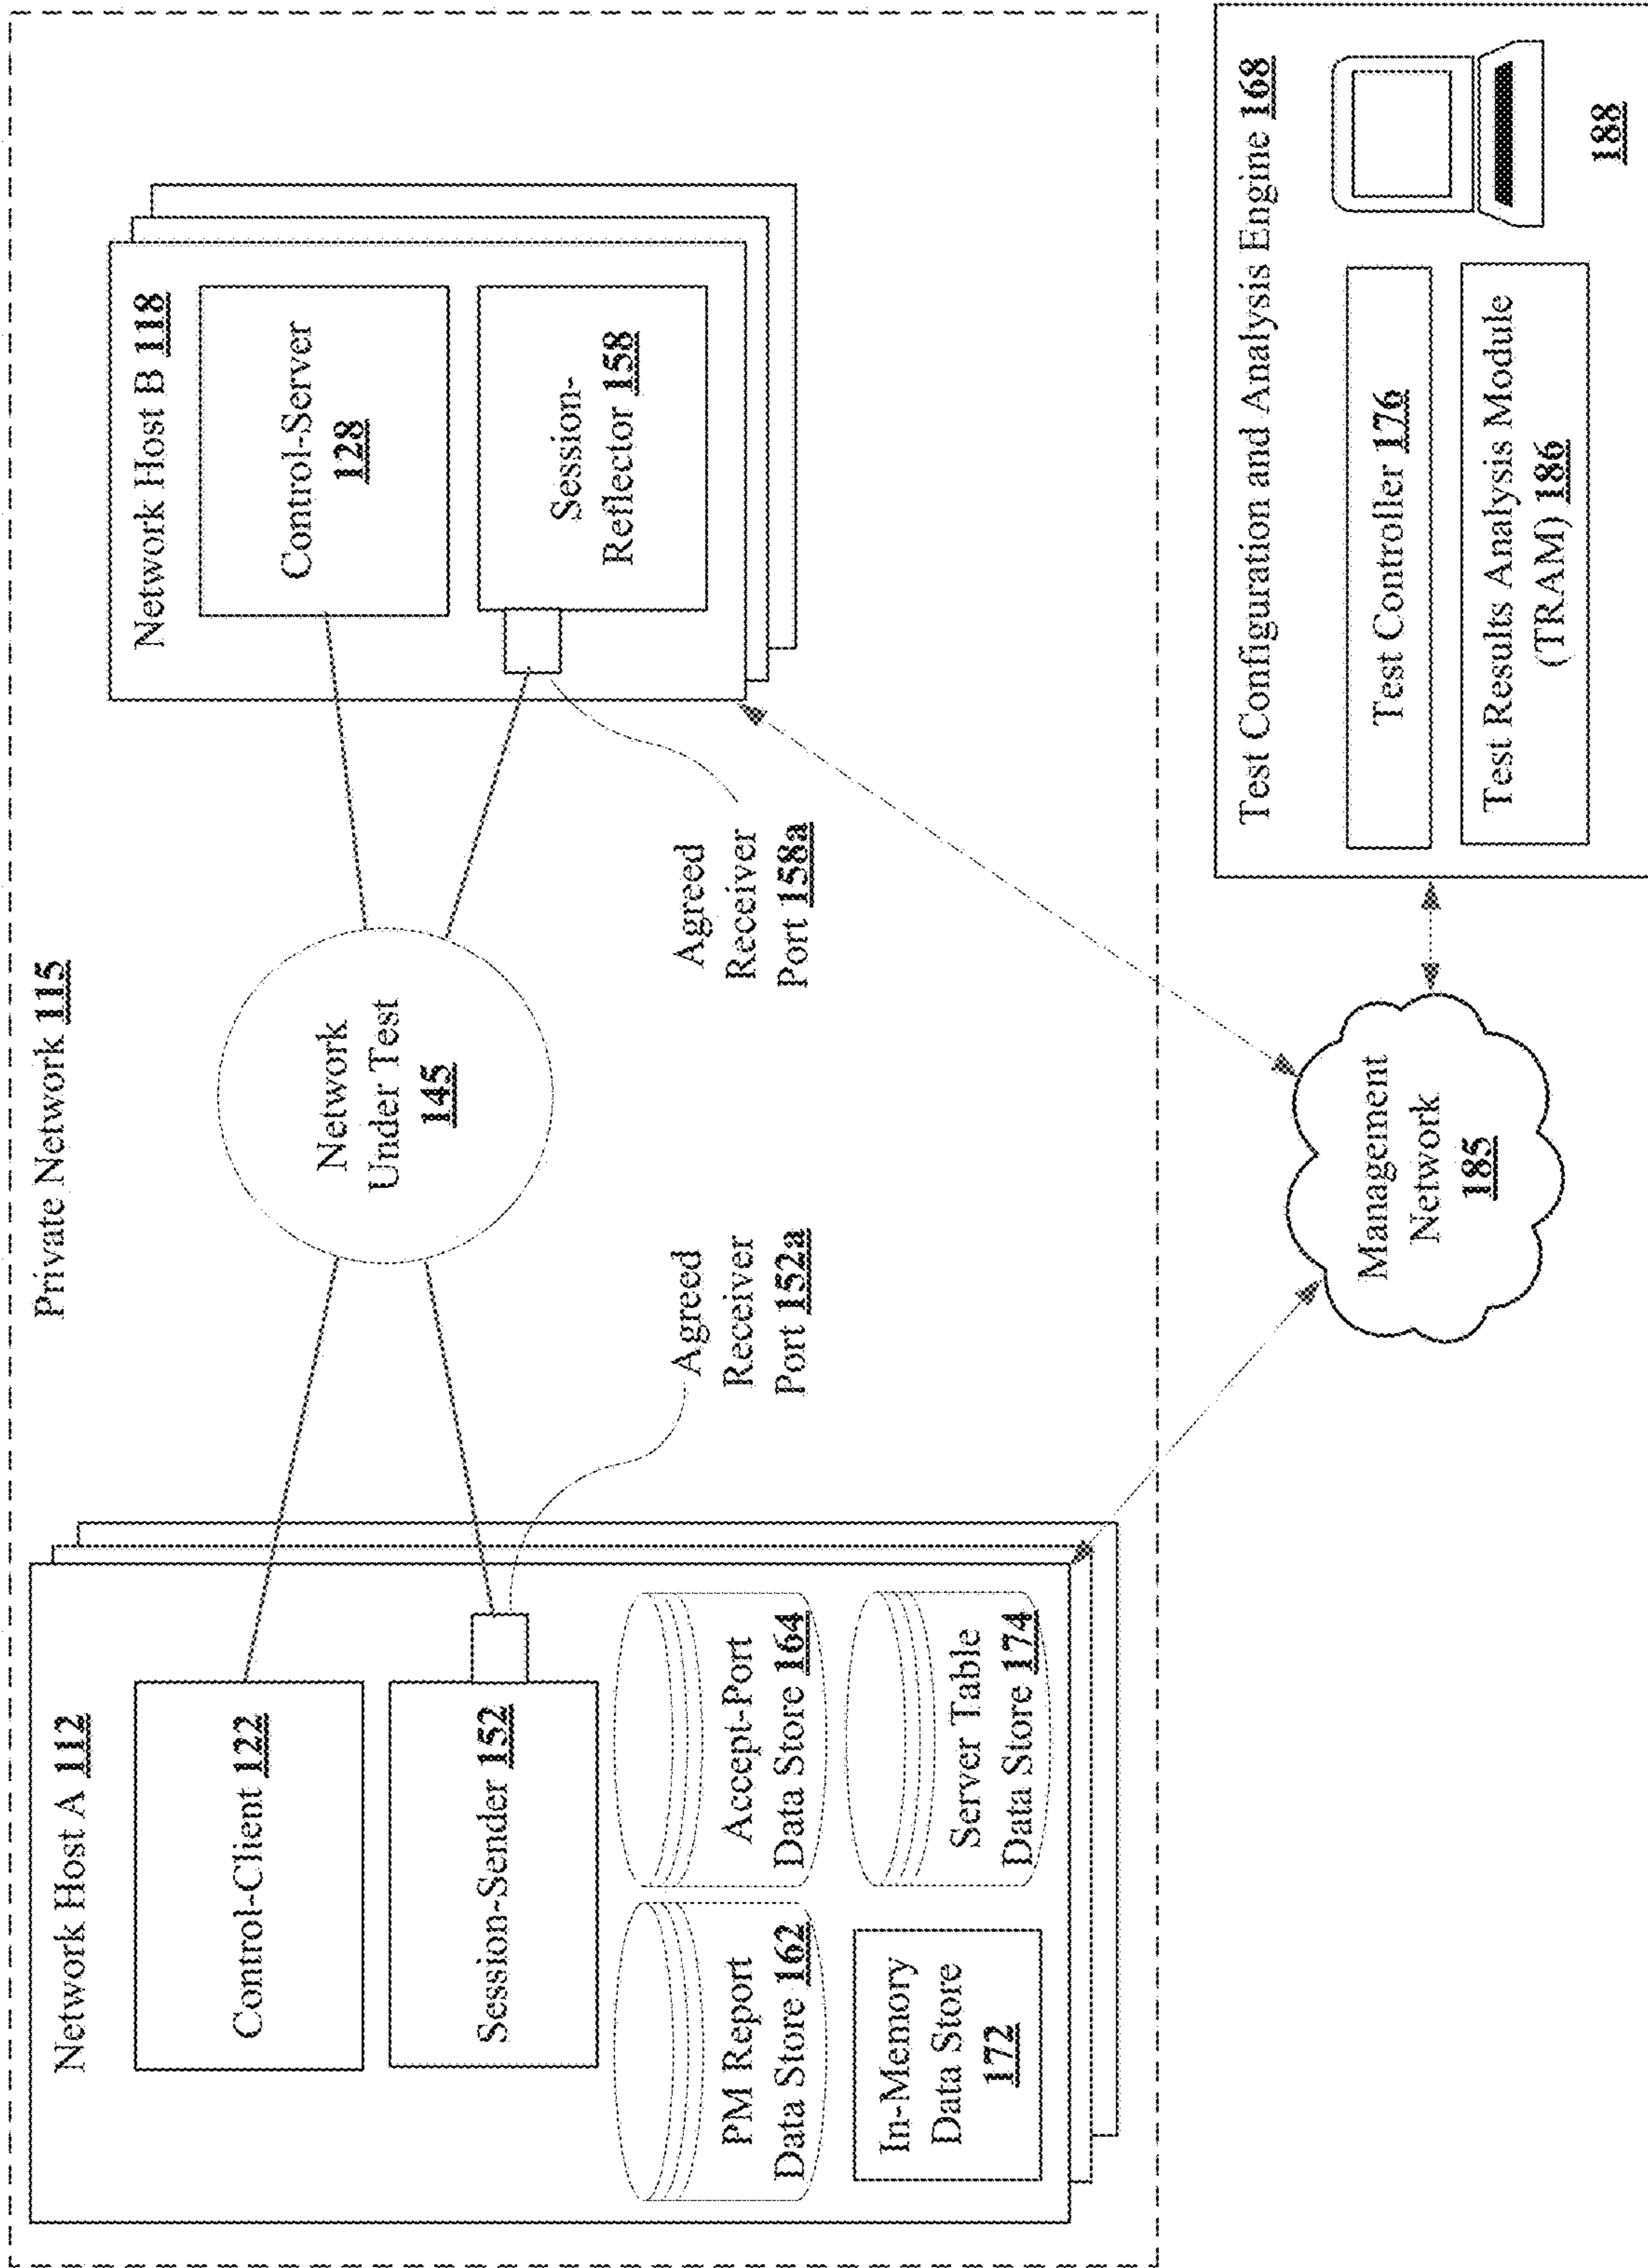 Private Network 115
Network Host A 112
Control-Client 122
Session-Sender 152
PM Report
Data Store 162
Accept-Port
Data Store 164
In-Memory
Data Store
172
Server Table
Data Store 174
Network
Under Test
145
Agreed
Receiver
Port 152a
Agreed
Receiver
Port 158a
Network Host B 118
Control-Server
128
Session-
Reflector 158
Management
Network
185
Test Configuration and Analysis Engine 168
Test Controller 176
Test Results Analysis Module
(TRAM) 186
188